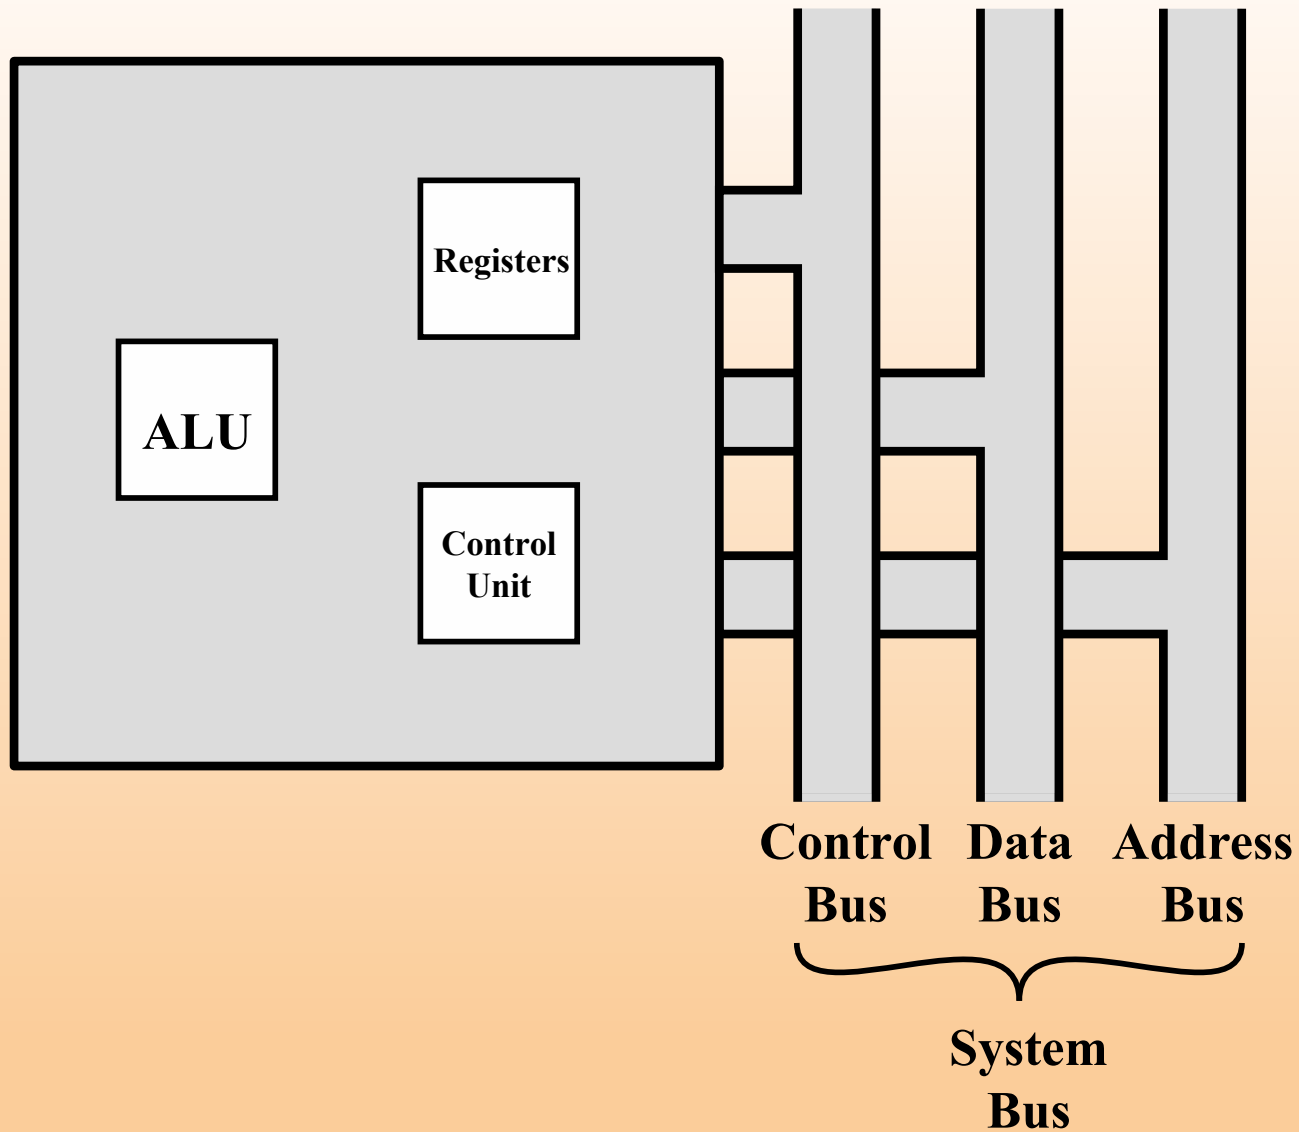 Registers
ALU
Control
Unit
Control
Bus
Data
Bus
Address
Bus
System
Bus